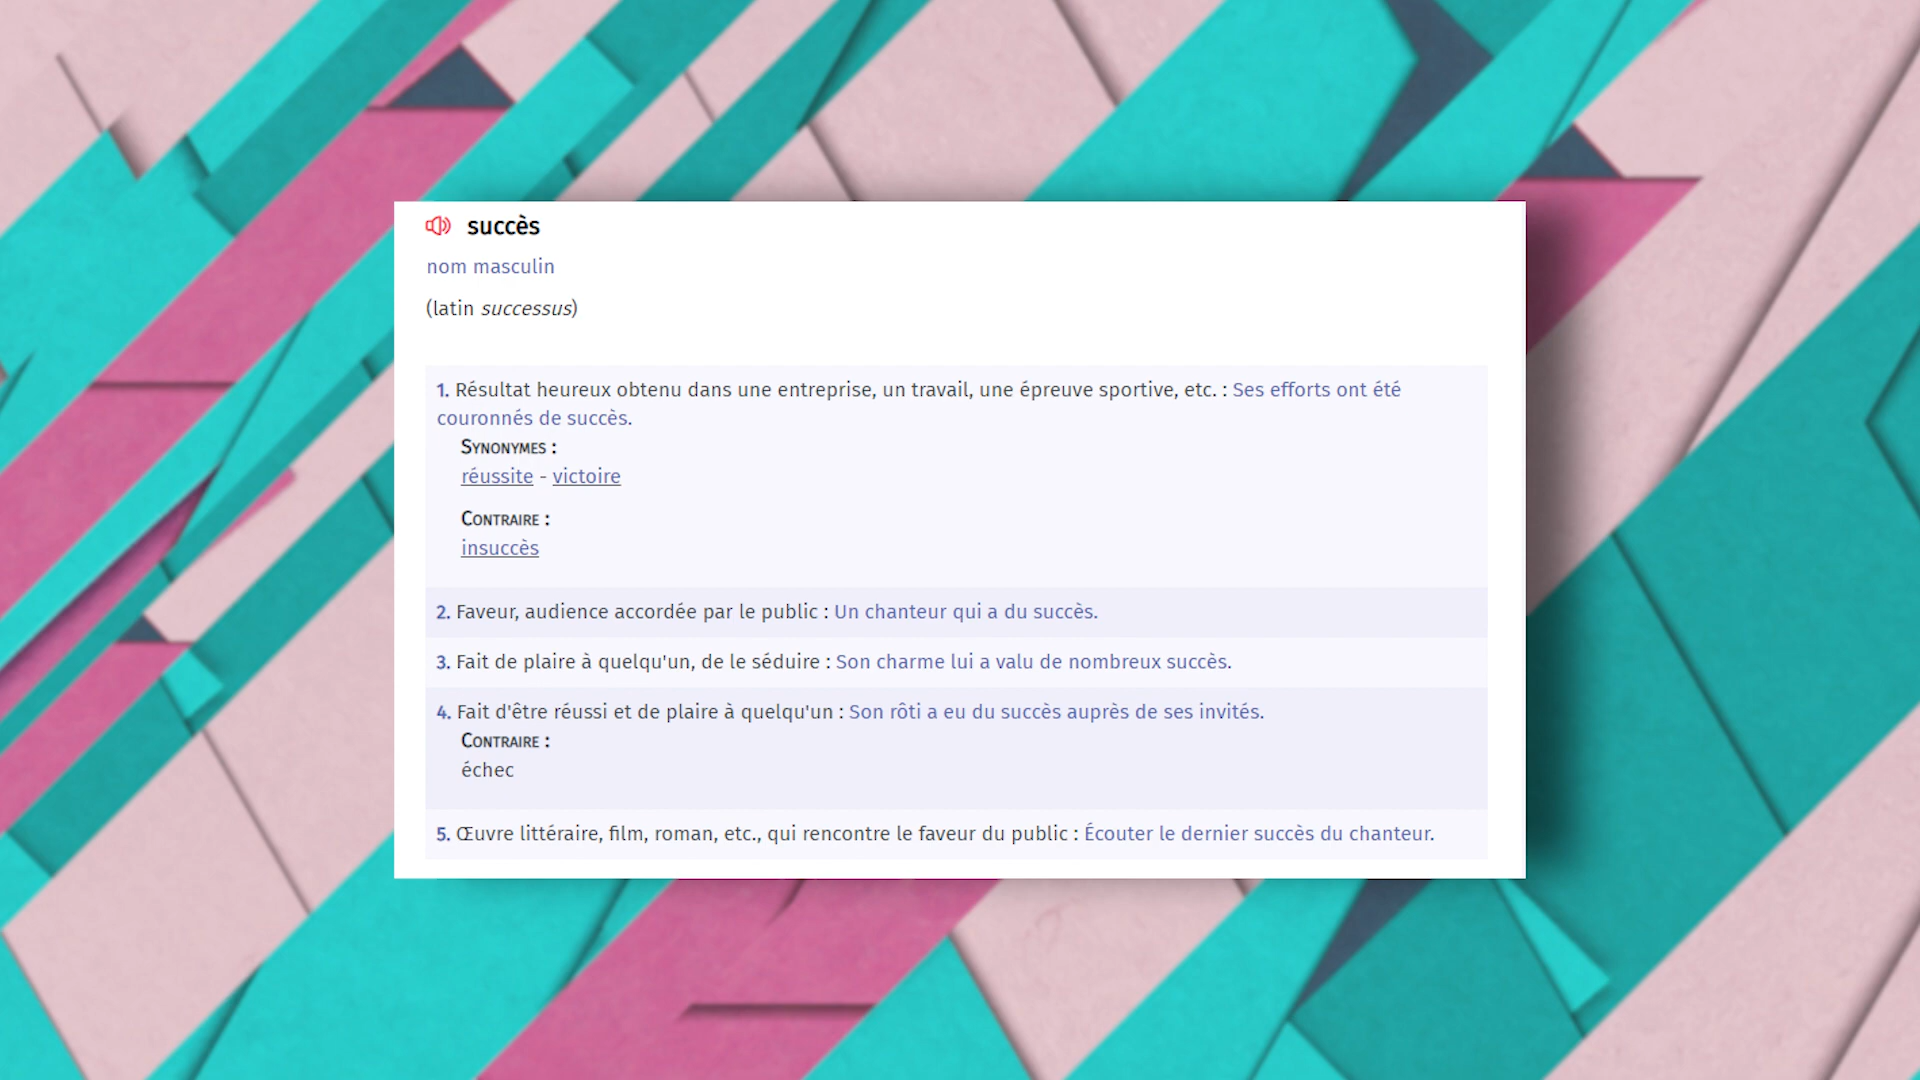 succès
nom masculin
(latin successus)
1. Résultat heureux obtenu dans une entreprise, un travail, une épreuve sportive, etc. : Ses efforts ont été
couronnés de succès.
Synonymes :
réussite - victoire
Contraire :
insuccès
2. Faveur, audience accordée par le public : Un chanteur qui a du succès.
3. Fait de plaire à quelqu'un, de le séduire : Son charme lui a valu de nombreux succès.
4. Fait d'être réussi et de plaire à quelqu'un : Son rôti a eu du succès auprès de ses invités.
Contraire :
échec
5. Œuvre littéraire, film, roman, etc., qui rencontre le faveur du public : Écouter le dernier succès du chanteur.